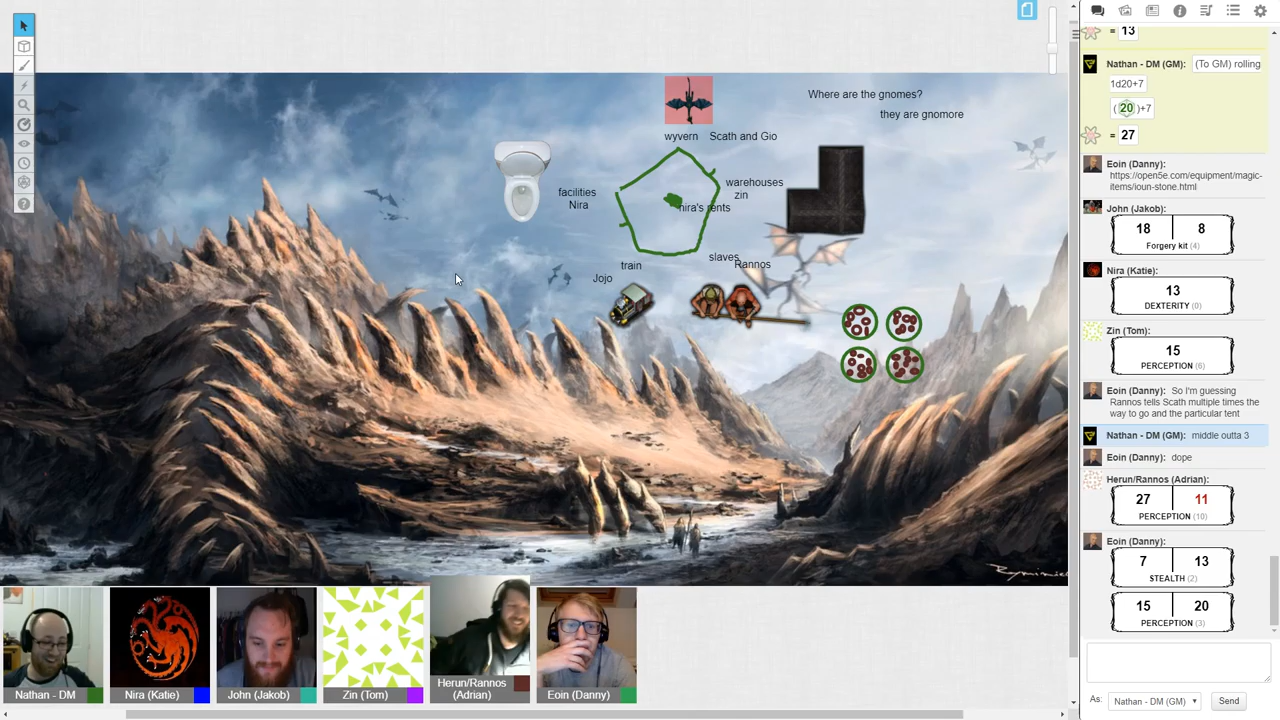 Where are the gnomes?
they are gnomore
wyvern Scath and Gio
facilities
Nira
warehouses
zin
nira's rents
slaves
Rannos
train
Jojo
Nathan - DM
Nira (Katie)
John (Jakob)
Zin (Tom)
Herun/Rannos
(Adrian)
Eoin (Danny)
= 13
Nathan - DM (GM): (To GM) rolling
1d20+7
(20)+7
= 27
Eoin (Danny):
https://open5e.com/equipment/magic-
items/ioun-stone.html
John (Jakob):
18 8
Forgery kit (4)
Nira (Katie):
13
DEXTERITY (0)
Zin (Tom):
15
PERCEPTION (6)
Eoin (Danny): So I'm guessing
Rannos tells Scath multiple times the
way to go and the particular tent
Nathan - DM (GM): middle outta 3
Eoin (Danny): dope
Herun/Rannos (Adrian):
27 11
PERCEPTION (10)
Eoin (Danny):
7 13
STEALTH (2)
15 20
PERCEPTION (3)
As: Nathan - DM (GM) Send